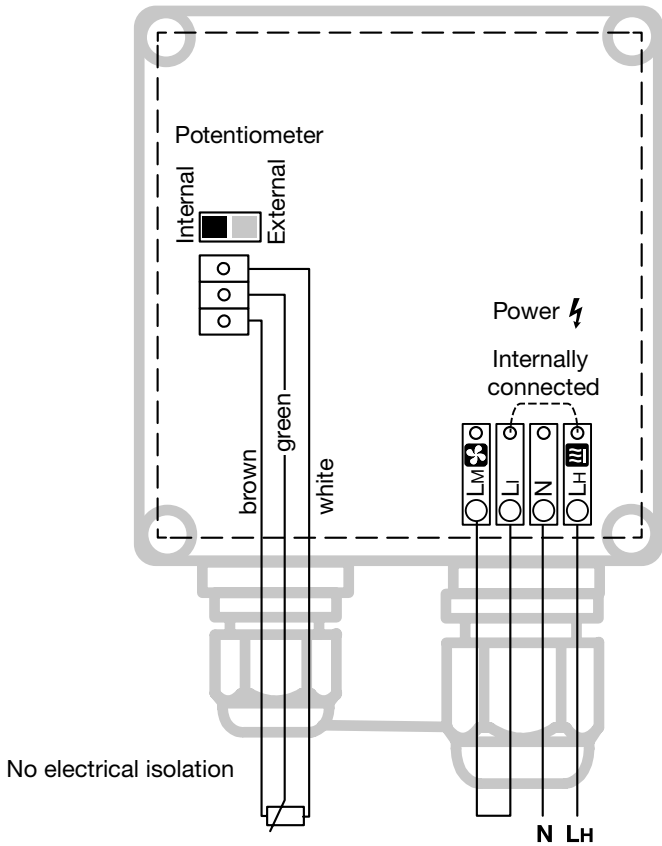 Potentiometer
Internal
External
Power
Internally
connected
brown
green
white
LM
LI
N
LH
No electrical isolation
N LH